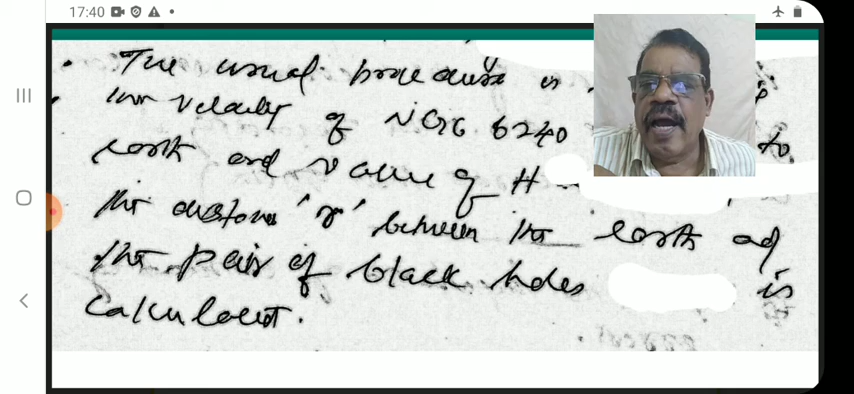 17:40
The usual procedure is
low velocity of NGC 6240 to
earth and value of H
the distance 'r' between the earth and
the pair of black holes is
calculated.